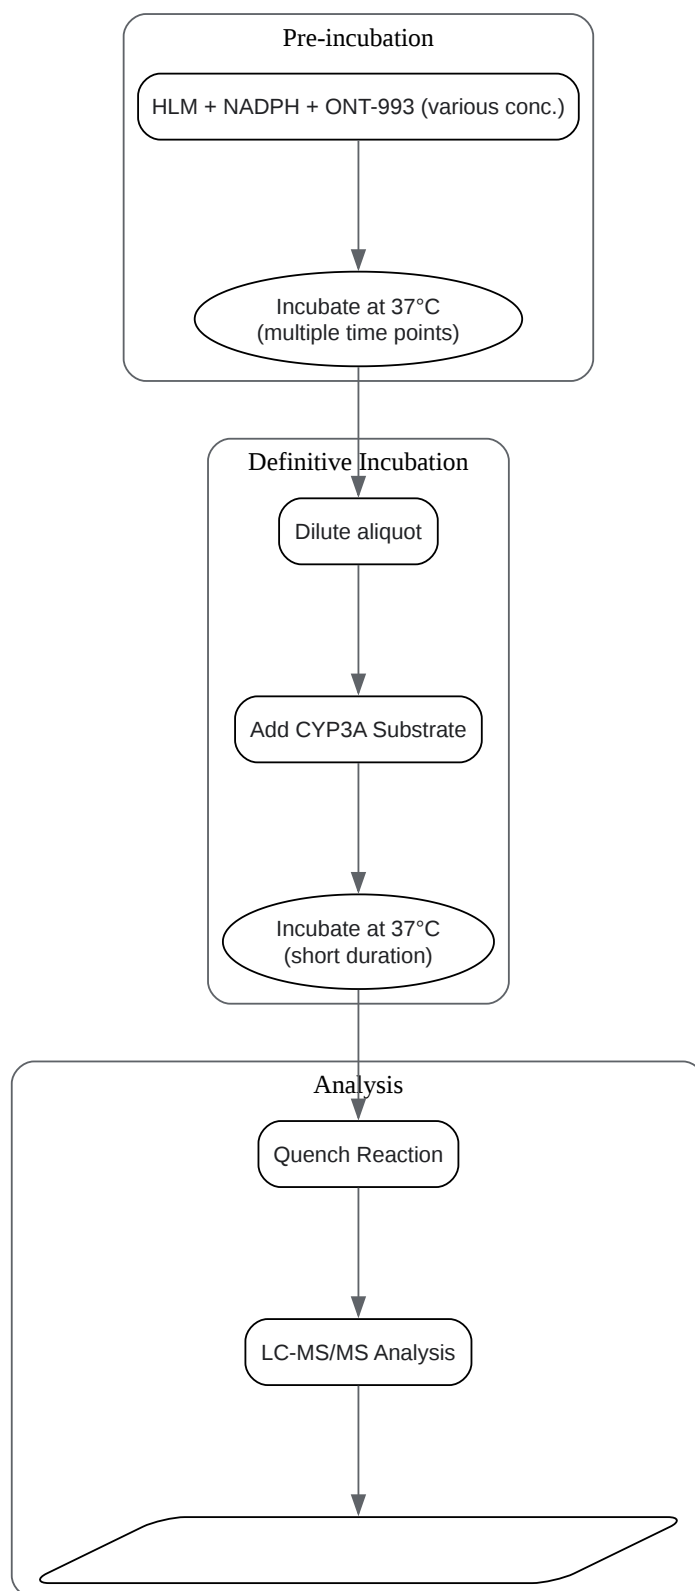 Pre-incubation
HLM + NADPH + ONT-993 (various conc.)
Incubate at 37°C
(multiple time points)
Definitive Incubation
Dilute aliquot
Add CYP3A Substrate
Incubate at 37°C
(short duration)
Analysis
Quench Reaction
LC-MS/MS Analysis